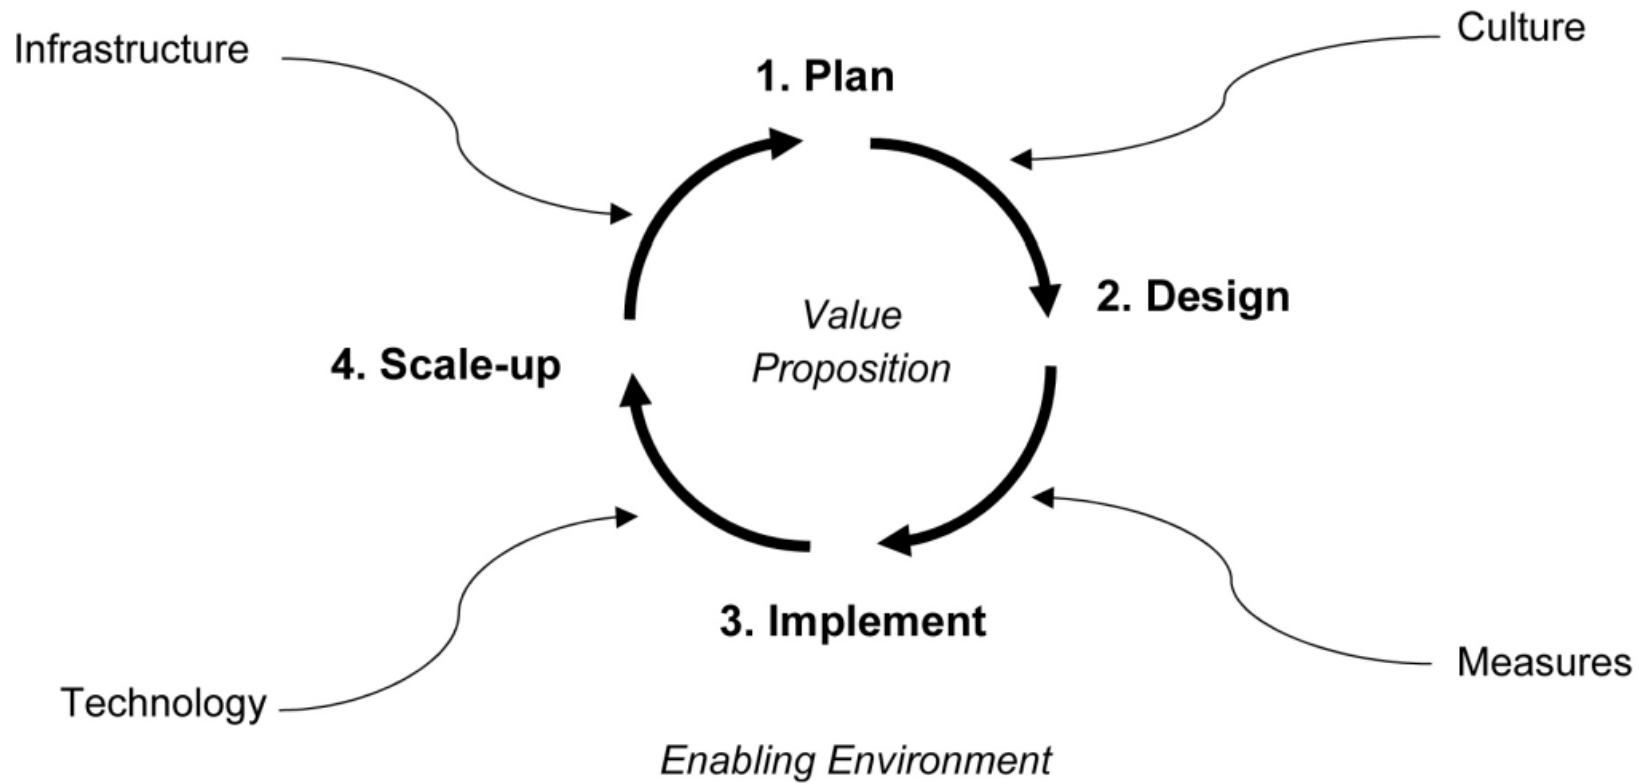 Infrastructure
Culture
1. Plan
2. Design
Value
Proposition
4. Scale-up
3. Implement
Measures
Technology
Enabling Environment